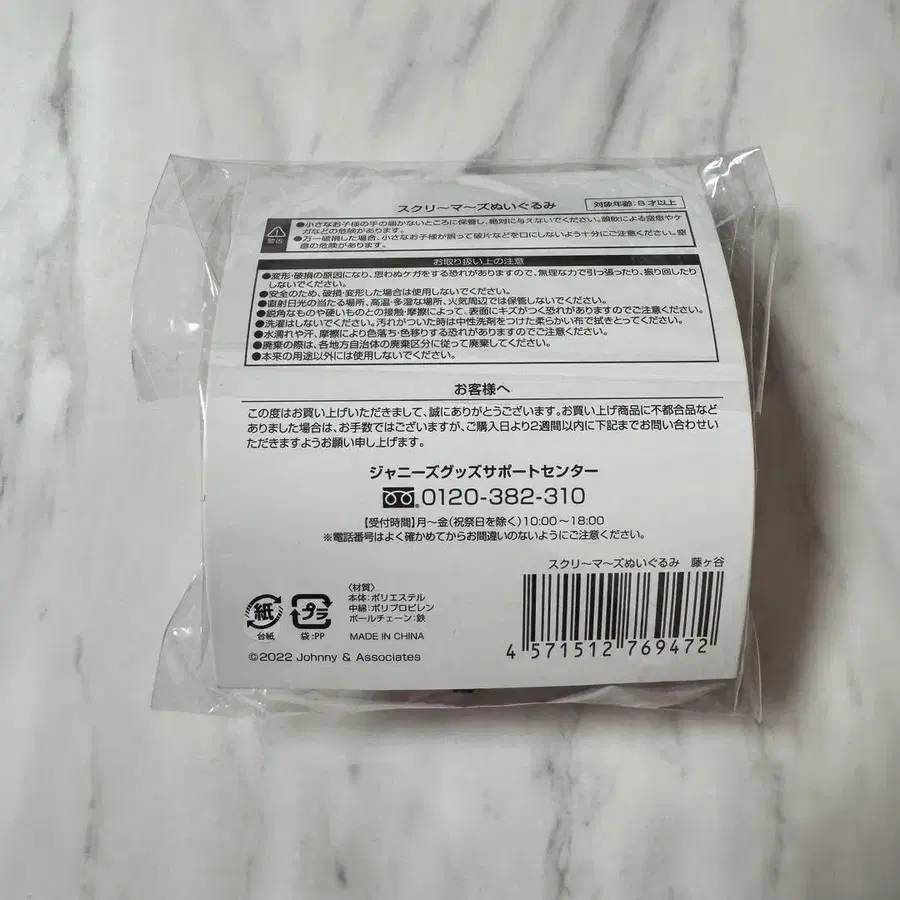 スクリ〜マ〜ズぬいぐるみ
対象年齢:8才以上
警告
●小さなお子様の手の届かないところに保管し、絶対に与えないでください。誤飲による窒息やケ
ガなどの危険があります。
●万一破損した場合、小さなお子様が誤って破片などを口にしないよう十分にご注意ください。窒
息の危険があります。
お取り扱い上の注意
●変形・破損の原因になり、思わぬケガをする恐れがありますので、無理な力で引っ張ったり、振り回したり
しないでください。
●安全のため、破損・変形した場合は使用しないでください。
●直射日光の当たる場所、高温・多湿な場所、火気周辺では保管しないでください。
●鋭角なものや硬いものとの接触・摩擦によって、表面にキズがつく恐れがありますのでご注意ください。
●洗濯はしないでください。汚れがついた時は中性洗剤をつけた柔らかい布で拭きとってください。
●水濡れや汗、摩擦により色落ち・色移りする恐れがありますのでご注意ください。
●廃棄の際は、各地方自治体の廃棄区分に従って廃棄してください。
●本来の用途以外には使用しないでください。
お客様へ
この度はお買い上げいただきまして、誠にありがとうございます。お買い上げ商品に不都合品など
ありました場合は、お手数ではございますが、ご購入日より2週間以内に下記までお問い合わせい
ただきますようお願い申し上げます。
ジャニーズグッズサポートセンター
0120-382-310
【受付時間】月〜金(祝祭日を除く)10:00〜18:00
※電話番号はよく確かめてからお間違いのないようにご注意ください。
スクリ〜マ〜ズぬいぐるみ 藤ヶ谷
〈材質〉
本体:ポリエステル
中綿:ポリプロピレン
ボールチェーン:鉄
紙
台紙
プラ
袋:PP
MADE IN CHINA
©2022 Johnny & Associates
4 571512 769472